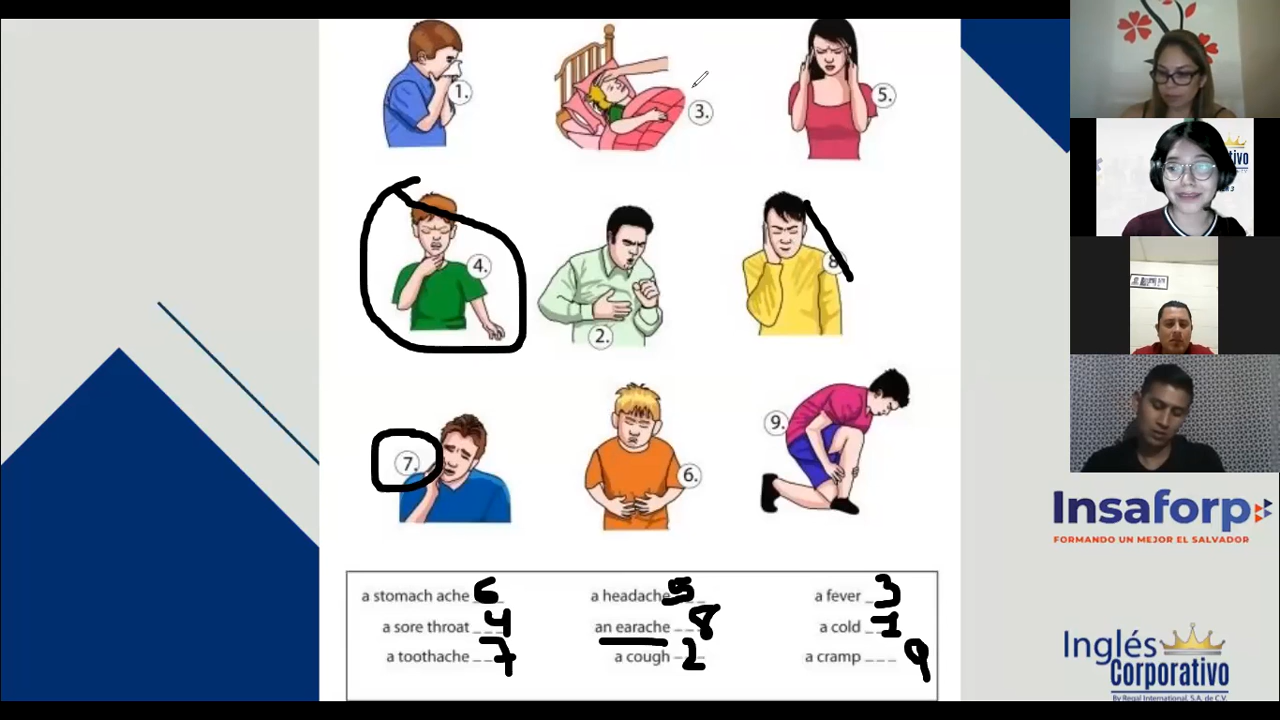 1.
3.
5.
4.
2.
8
7.
6.
9.
a stomach ache 6
a headache 5
a fever 3
a sore throat 4
an earache 8
a cold 1
a toothache 7
a cough 2
a cramp 9
Insaforp
FORMANDO UN MEJOR EL SALVADOR
Inglés
Corporativo
By Regal International, S.A. de C.V.